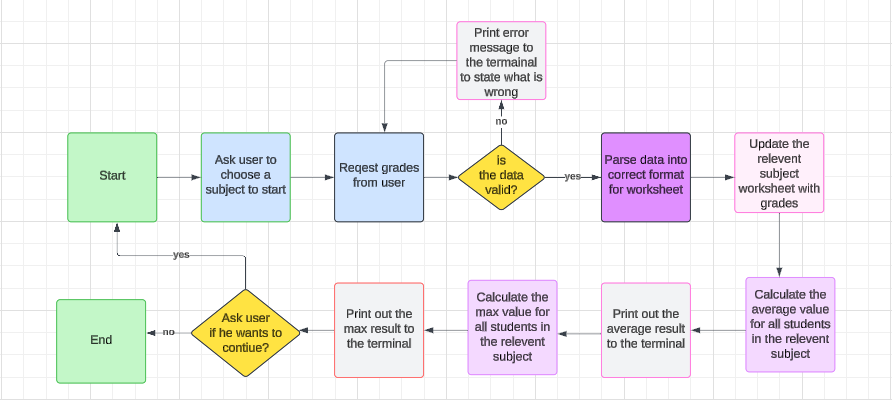 Print error
message to
the termainal
to state what is
wrong
no
Start
Ask user to
choose a
subject to start
Reqest grades
from user
is
the data
valid?
yes
Parse data into
correct format
for worksheet
Update the
relevent
subject
worksheet with
grades
yes
End
no
Ask user
if he wants to
contiue?
Print out the
max result to
the terminal
Calculate the
max value for
all students in
the relevent
subject
Print out the
average result
to the terminal
Calculate the
average value
for all students
in the relevent
subject